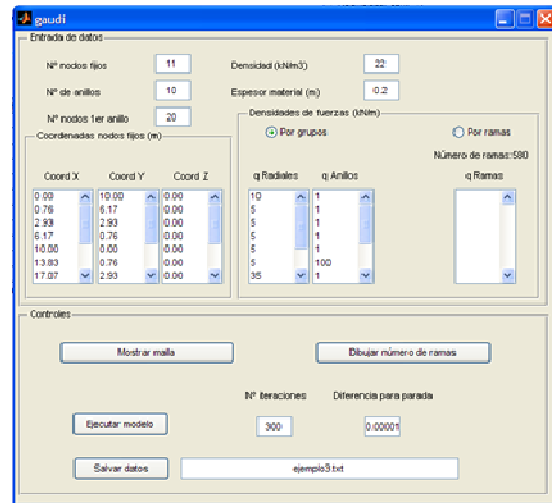 gaudi
Entrada de datos
Nº nodos fijos 11 Densidad (kN/m3) 22
Nº de anillos 10 Espesor material (m) 0.2
Nº nodos 1er anillo 20
Coordenadas nodos fijos (m)
Coord X Coord Y Coord Z
0.00 10.00 0.00
0.76 6.17 0.00
2.93 2.93 0.00
6.17 0.76 0.00
10.00 0.00 0.00
13.83 0.76 0.00
17.07 2.93 0.00
Densidades de fuerzas (kN/m)
Por grupos Por ramas
Número de ramas:580
q Radiales q Anillos q Ramas
10 1
5 1
5 1
5 1
5 1
5 100
35 1
Controles
Mostrar malla Dibujar número de ramas
Nº iteraciones Diferencia para parada
Ejecutar modelo 300 0.00001
Salvar datos ejemplo3.txt